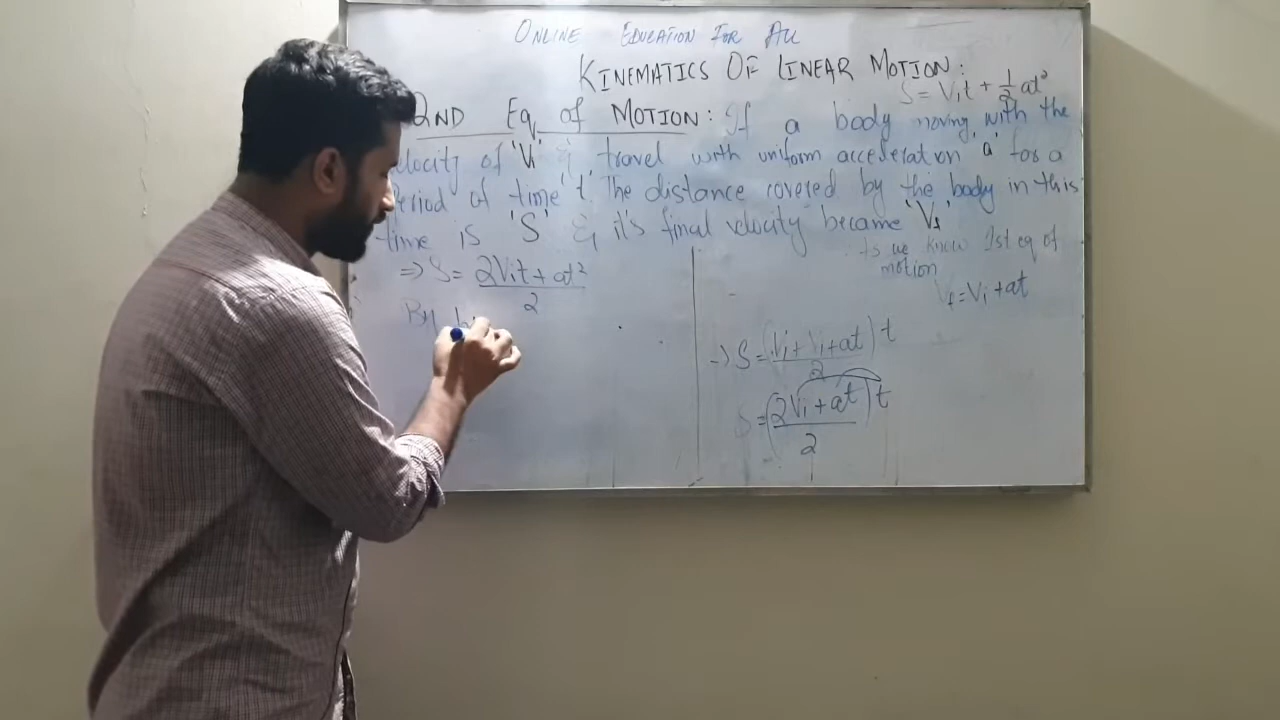 ONLINE EDUCATION FOR ALL
KINEMATICS OF LINEAR MOTION:
S = Vit + 1/2 at²
2ND Eq of MOTION: If a body moving with the
velocity of 'Vi' & travel with uniform acceleration 'a' for a
Period of time 't'. The distance covered by the body in this
time is 'S' & it's final velocity became 'Vf'
⇒ S = 2Vit + at² / 2
By
As we know 1st eq of
motion
Vf = Vi + at
→ S = (Vi + Vi + at / 2) t
S = (2Vi + at / 2) t